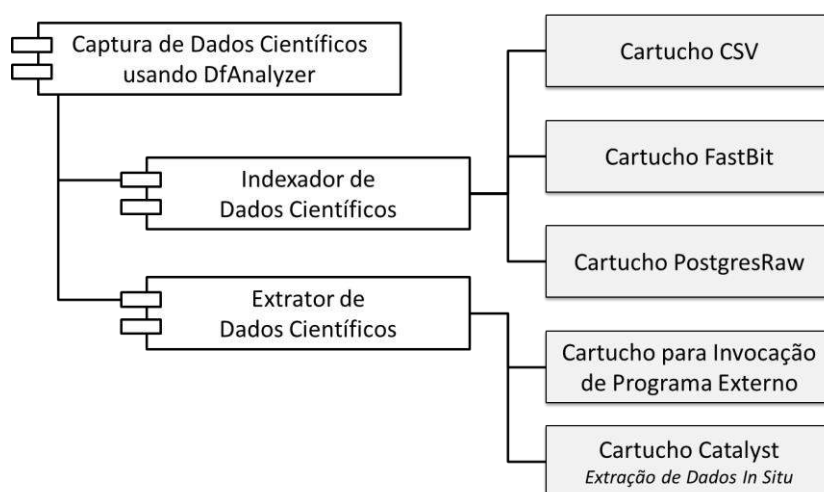 Captura de Dados Científicos
usando DfAnalyzer
Indexador de
Dados Científicos
Extrator de
Dados Científicos
Cartucho CSV
Cartucho FastBit
Cartucho PostgresRaw
Cartucho para Invocação
de Programa Externo
Cartucho Catalyst
Extração de Dados In Situ